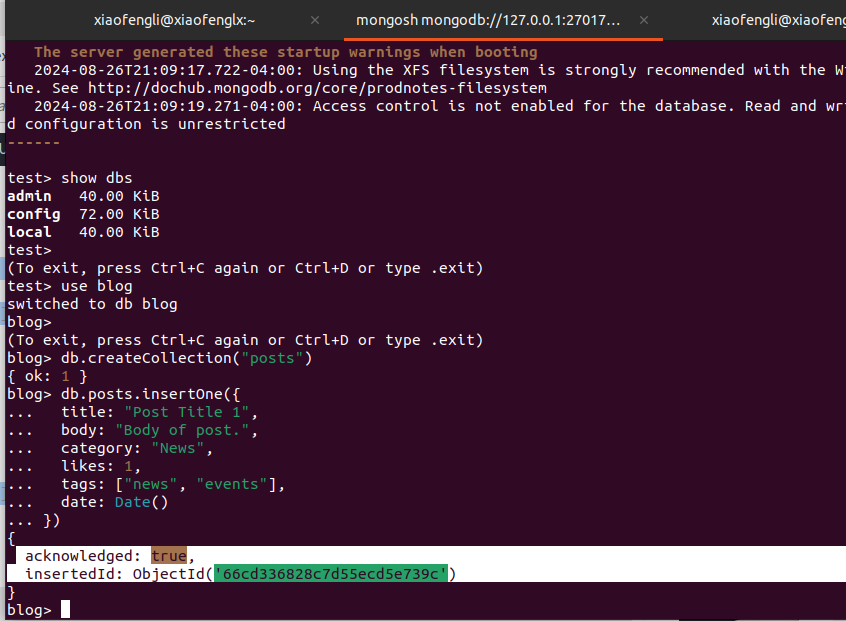 xiaofengli@xiaofenglx:~ × mongosh mongodb://127.0.0.1:27017... × xiaofengli@xiaofeng
The server generated these startup warnings when booting
2024-08-26T21:09:17.722-04:00: Using the XFS filesystem is strongly recommended with the Wi
ine. See http://dochub.mongodb.org/core/prodnotes-filesystem
2024-08-26T21:09:19.271-04:00: Access control is not enabled for the database. Read and wri
d configuration is unrestricted
------
test> show dbs
admin 40.00 KiB
config 72.00 KiB
local 40.00 KiB
test>
(To exit, press Ctrl+C again or Ctrl+D or type .exit)
test> use blog
switched to db blog
blog>
(To exit, press Ctrl+C again or Ctrl+D or type .exit)
blog> db.createCollection("posts")
{ ok: 1 }
blog> db.posts.insertOne({
... title: "Post Title 1",
... body: "Body of post.",
... category: "News",
... likes: 1,
... tags: ["news", "events"],
... date: Date()
... })
{
acknowledged: true,
insertedId: ObjectId('66cd336828c7d55ecd5e739c')
}
blog>